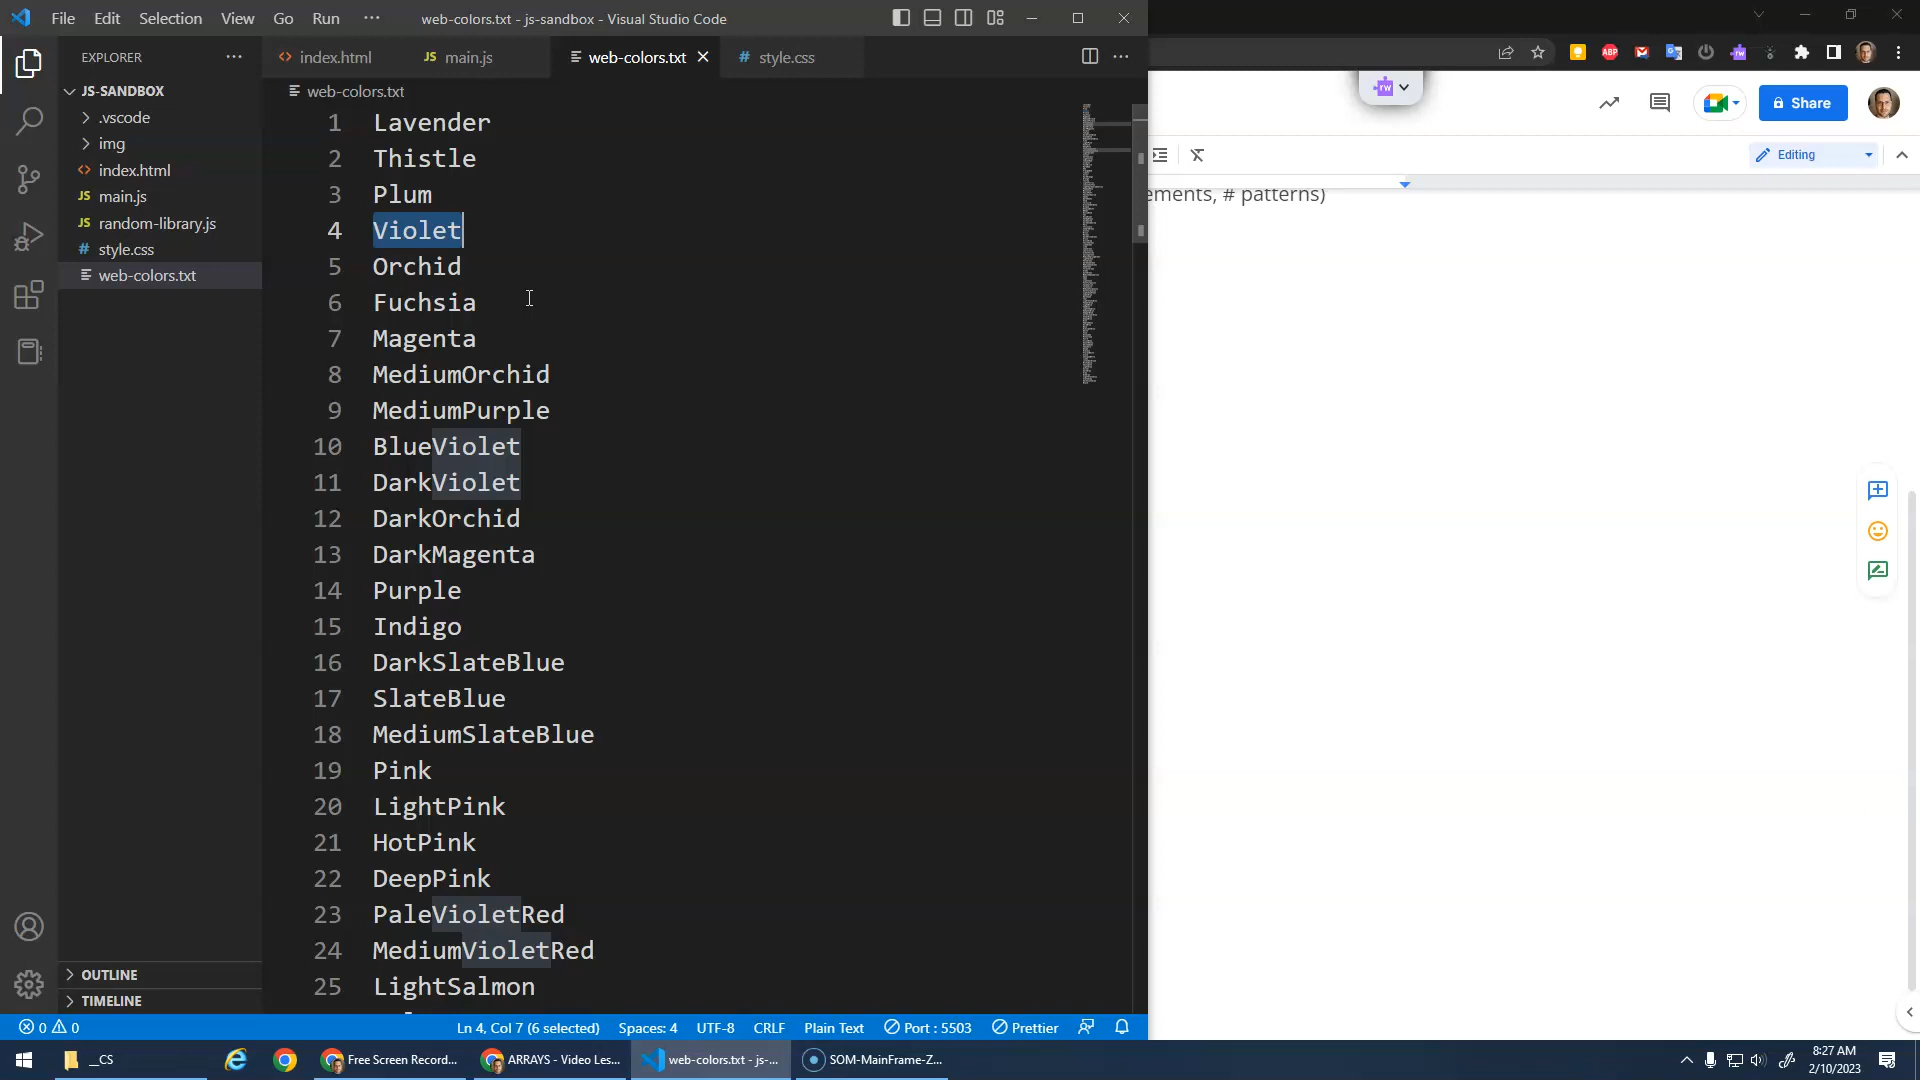 File Edit Selection View Go Run ··· web-colors.txt - js-sandbox - Visual Studio Code
EXPLORER
JS-SANDBOX
.vscode
img
index.html
main.js
random-library.js
style.css
web-colors.txt
OUTLINE
TIMELINE
index.html main.js web-colors.txt style.css
web-colors.txt
1 Lavender
2 Thistle
3 Plum
4 Violet
5 Orchid
6 Fuchsia
7 Magenta
8 MediumOrchid
9 MediumPurple
10 BlueViolet
11 DarkViolet
12 DarkOrchid
13 DarkMagenta
14 Purple
15 Indigo
16 DarkSlateBlue
17 SlateBlue
18 MediumSlateBlue
19 Pink
20 LightPink
21 HotPink
22 DeepPink
23 PaleVioletRed
24 MediumVioletRed
25 LightSalmon
0 0 Ln 4, Col 7 (6 selected) Spaces: 4 UTF-8 CRLF Plain Text Port : 5503 Prettier
ABP
rw
Share
Editing
ements, # patterns)
_CS Free Screen Record... ARRAYS - Video Les... web-colors.txt - js-... SOM-MainFrame-Z...
8:27 AM
2/10/2023